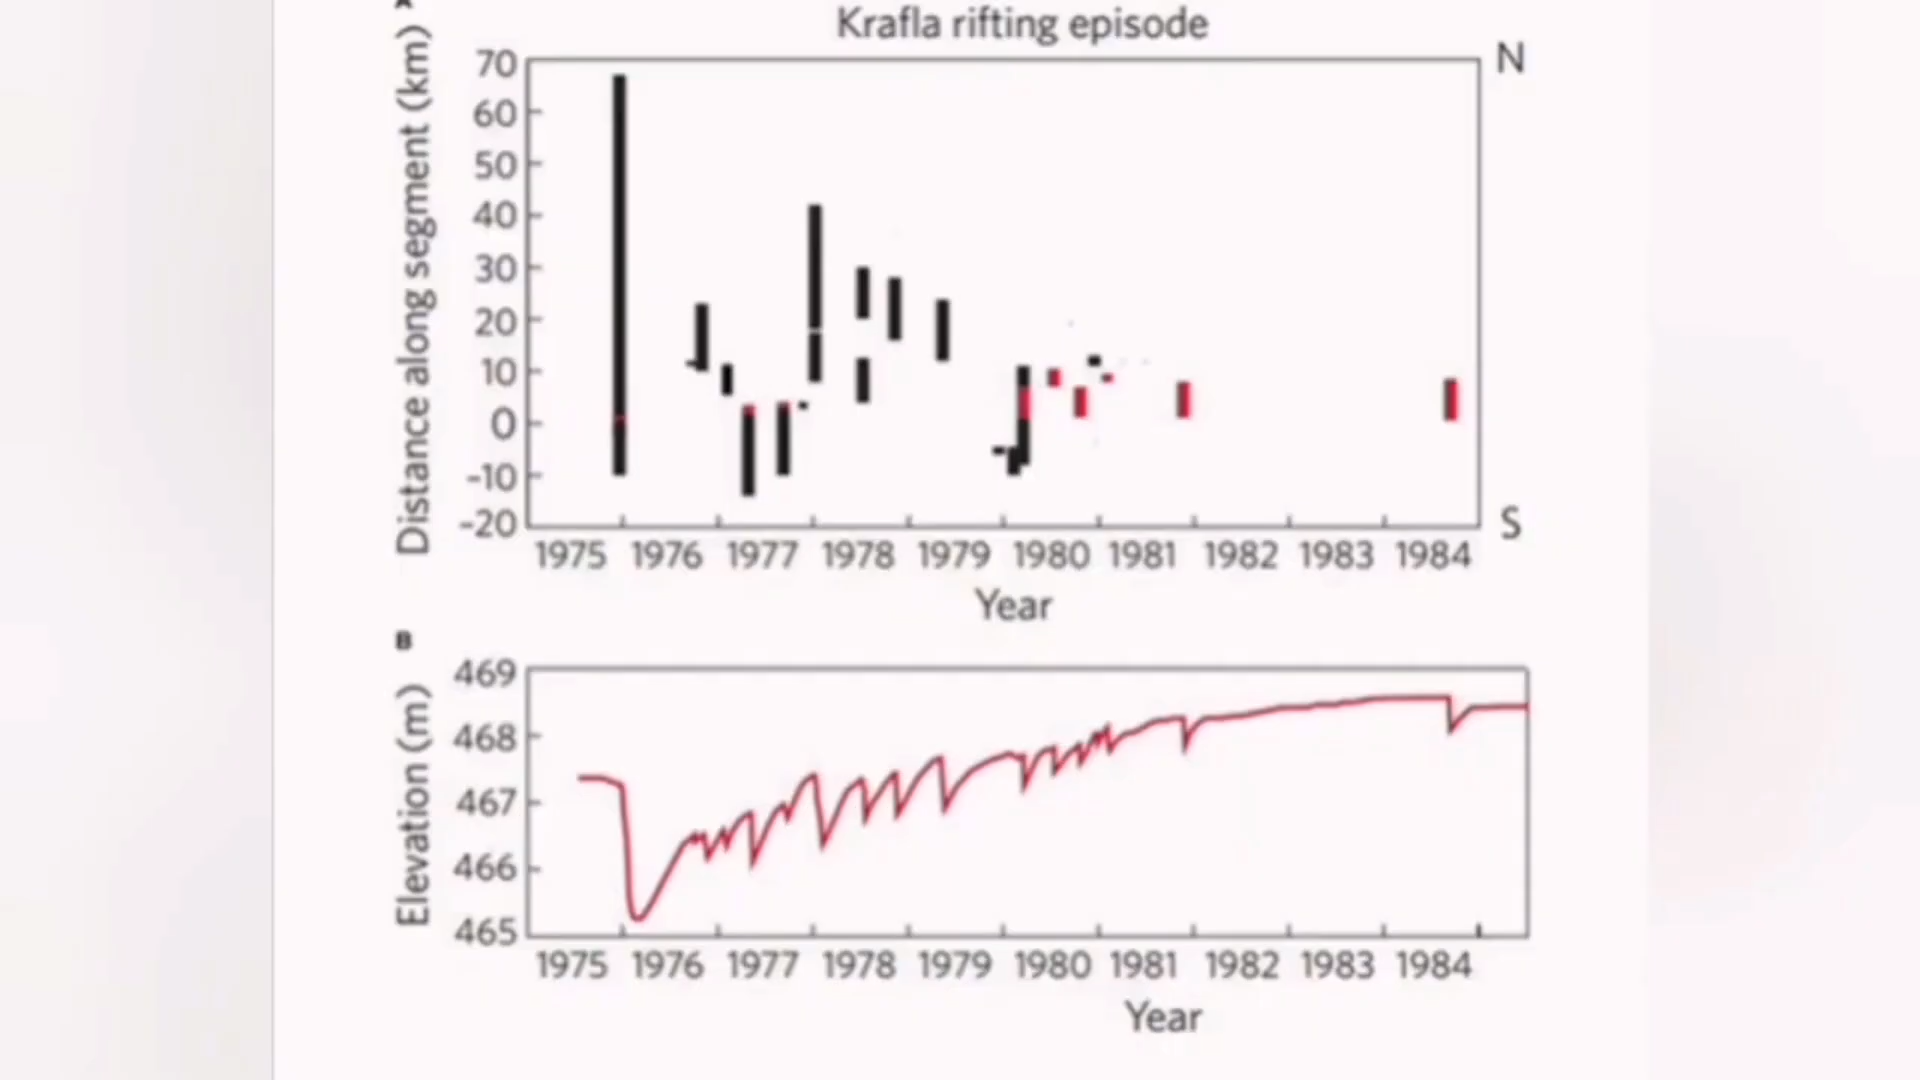 A
Krafla rifting episode
Distance along segment (km)
70
60
50
40
30
20
10
0
-10
-20
N
S
1975 1976 1977 1978 1979 1980 1981 1982 1983 1984
Year
B
Elevation (m)
469
468
467
466
465
1975 1976 1977 1978 1979 1980 1981 1982 1983 1984
Year